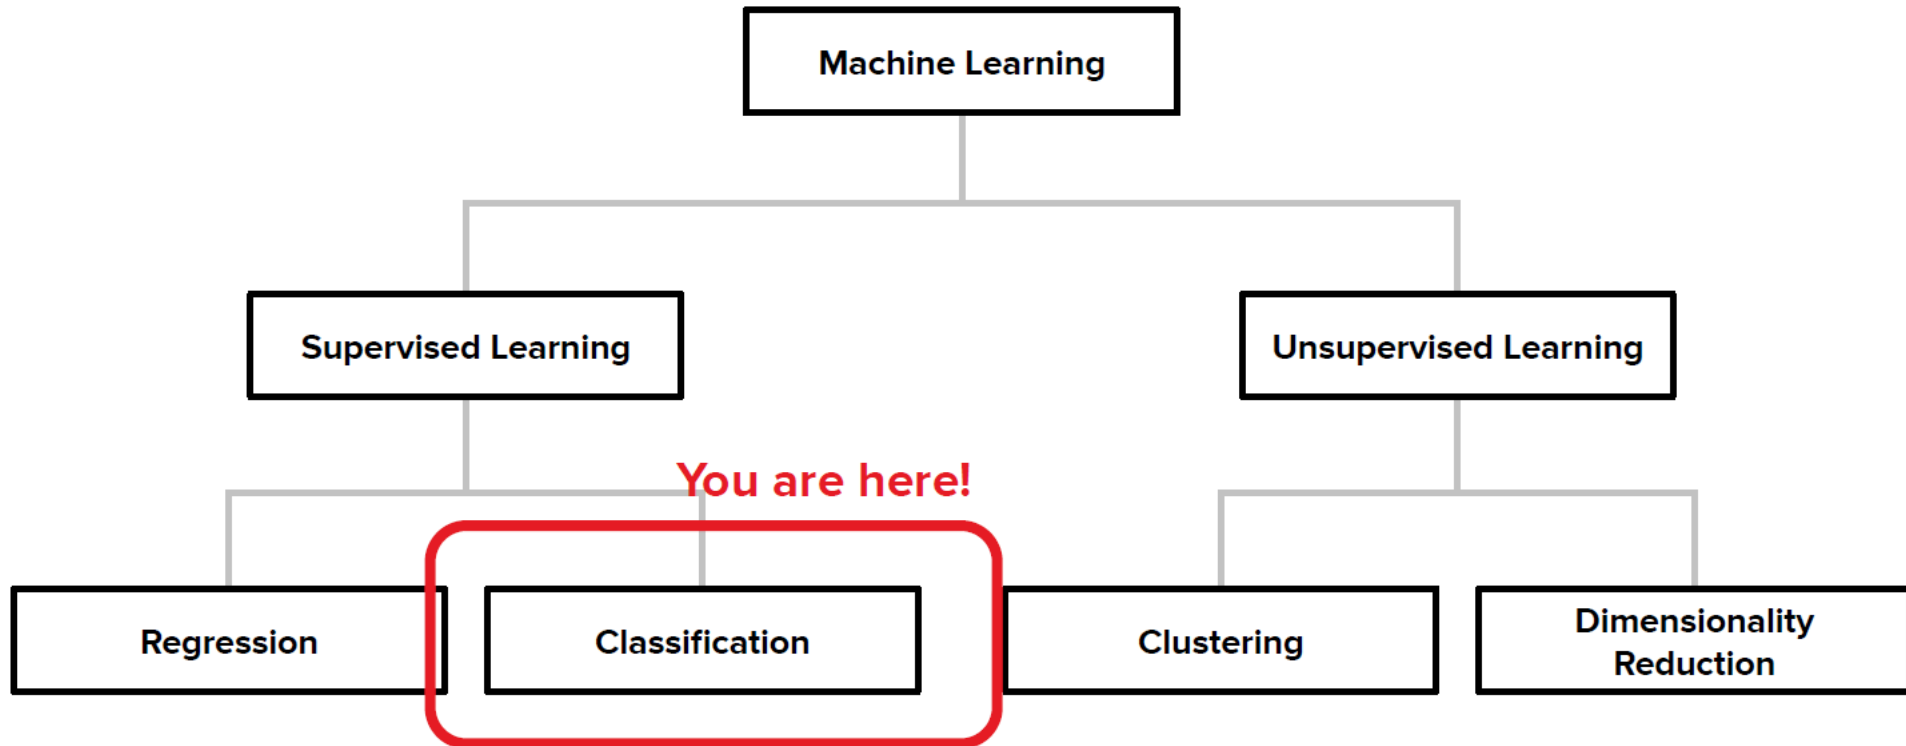 Machine Learning
Supervised Learning
Unsupervised Learning
You are here!
Regression
Classification
Clustering
Dimensionality
Reduction